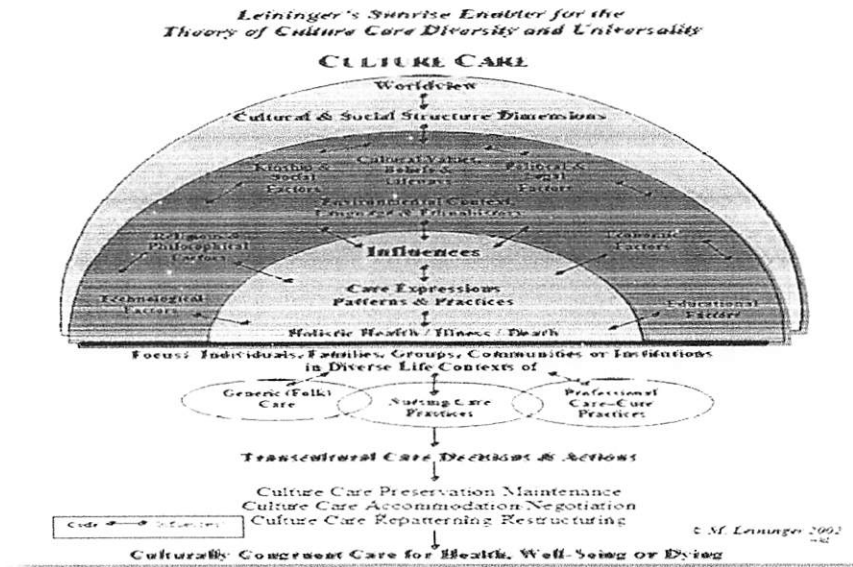 Leininger's Sunrise Enabler for the
Theory of Culture Care Diversity and Universality
CULTURE CARE
Worldview
Cultural & Social Structure Dimensions
Kinship &
Social
Factors
Cultural Values,
Beliefs &
Lifeways
Political &
Legal
Factors
Environmental Context,
Language & Ethnohistory
Religious &
Philosophical
Factors
Economic
Factors
Influences
Care Expressions
Patterns & Practices
Technological
Factors
Educational
Factors
Holistic Health / Illness / Death
Focus: Individuals, Families, Groups, Communities or Institutions
in Diverse Life Contexts of
Generic (Folk)
Care
Nursing Care
Practices
Professional
Care-Cure
Practices
Transcultural Care Decisions & Actions
Culture Care Preservation Maintenance
Culture Care Accommodation Negotiation
Culture Care Repatterning Restructuring
Code
© M. Leininger 2002
Culturally Congruent Care for Health, Well-Being or Dying